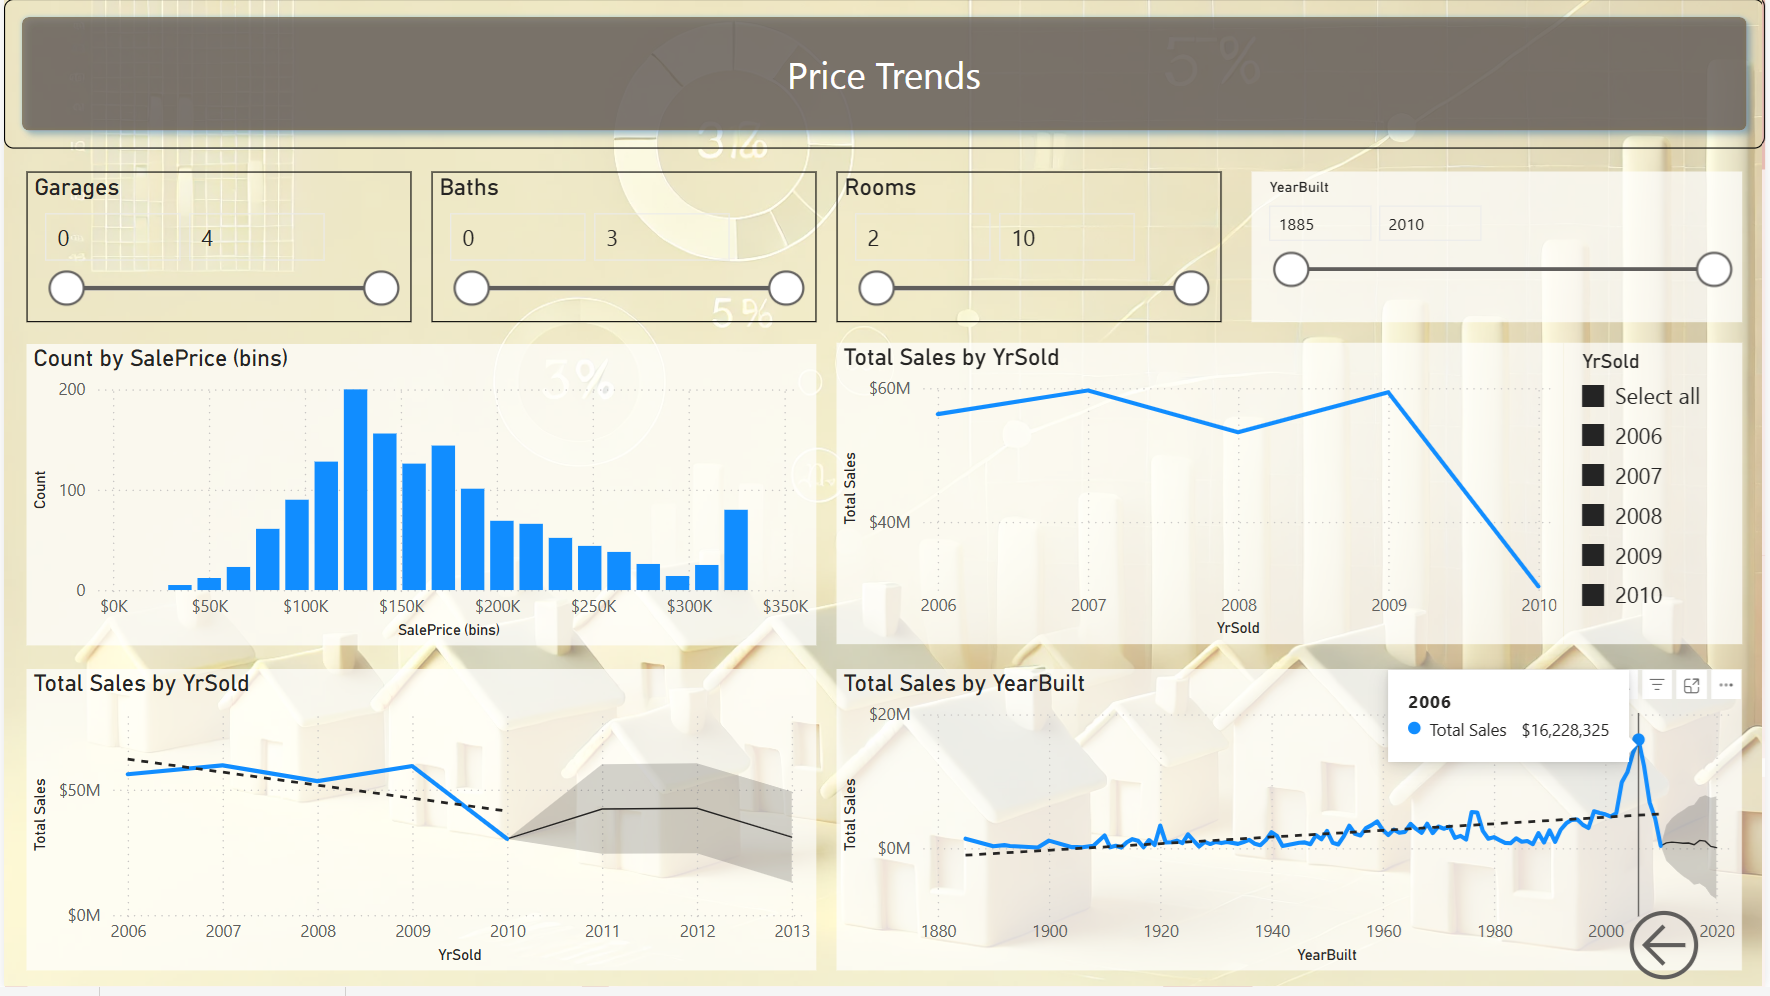 Price Trends
Garages
0 4
Baths
0 3
Rooms
2 10
YearBuilt
1885 2010
5%
3%
5%
3%
Count by SalePrice (bins)
200
100
0
Count
$0K $50K $100K $150K $200K $250K $300K $350K
SalePrice (bins)
Total Sales by YrSold
$60M
$40M
Total Sales
2006 2007 2008 2009 2010
YrSold
YrSold
Select all
2006
2007
2008
2009
2010
Total Sales by YrSold
$50M
$0M
Total Sales
2006 2007 2008 2009 2010 2011 2012 2013
YrSold
Total Sales by YearBuilt
2006
Total Sales $16,228,325
$20M
$0M
Total Sales
1880 1900 1920 1940 1960 1980 2000 2020
YearBuilt